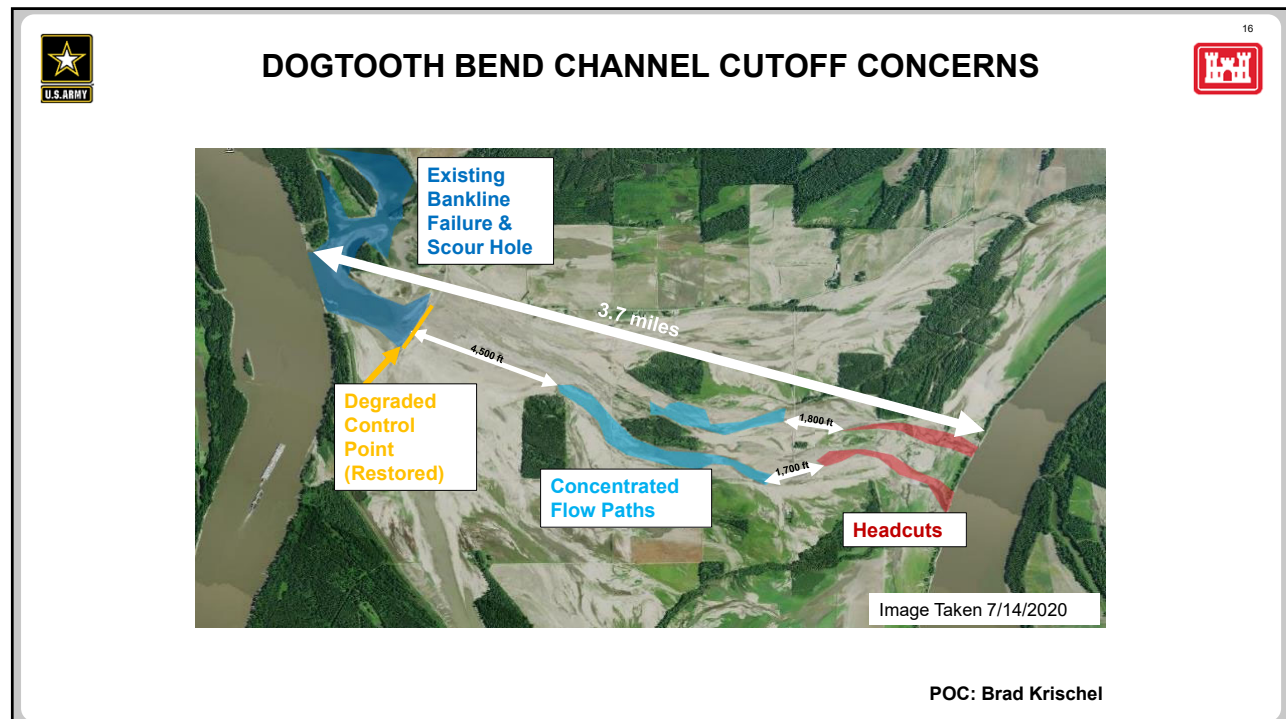 16
U.S.ARMY
DOGTOOTH BEND CHANNEL CUTOFF CONCERNS
Existing
Bankline
Failure &
Scour Hole
3.7 miles
4,500 ft
Degraded
Control
Point
(Restored)
1,800 ft
1,700 ft
Concentrated
Flow Paths
Headcuts
Image Taken 7/14/2020
POC: Brad Krischel